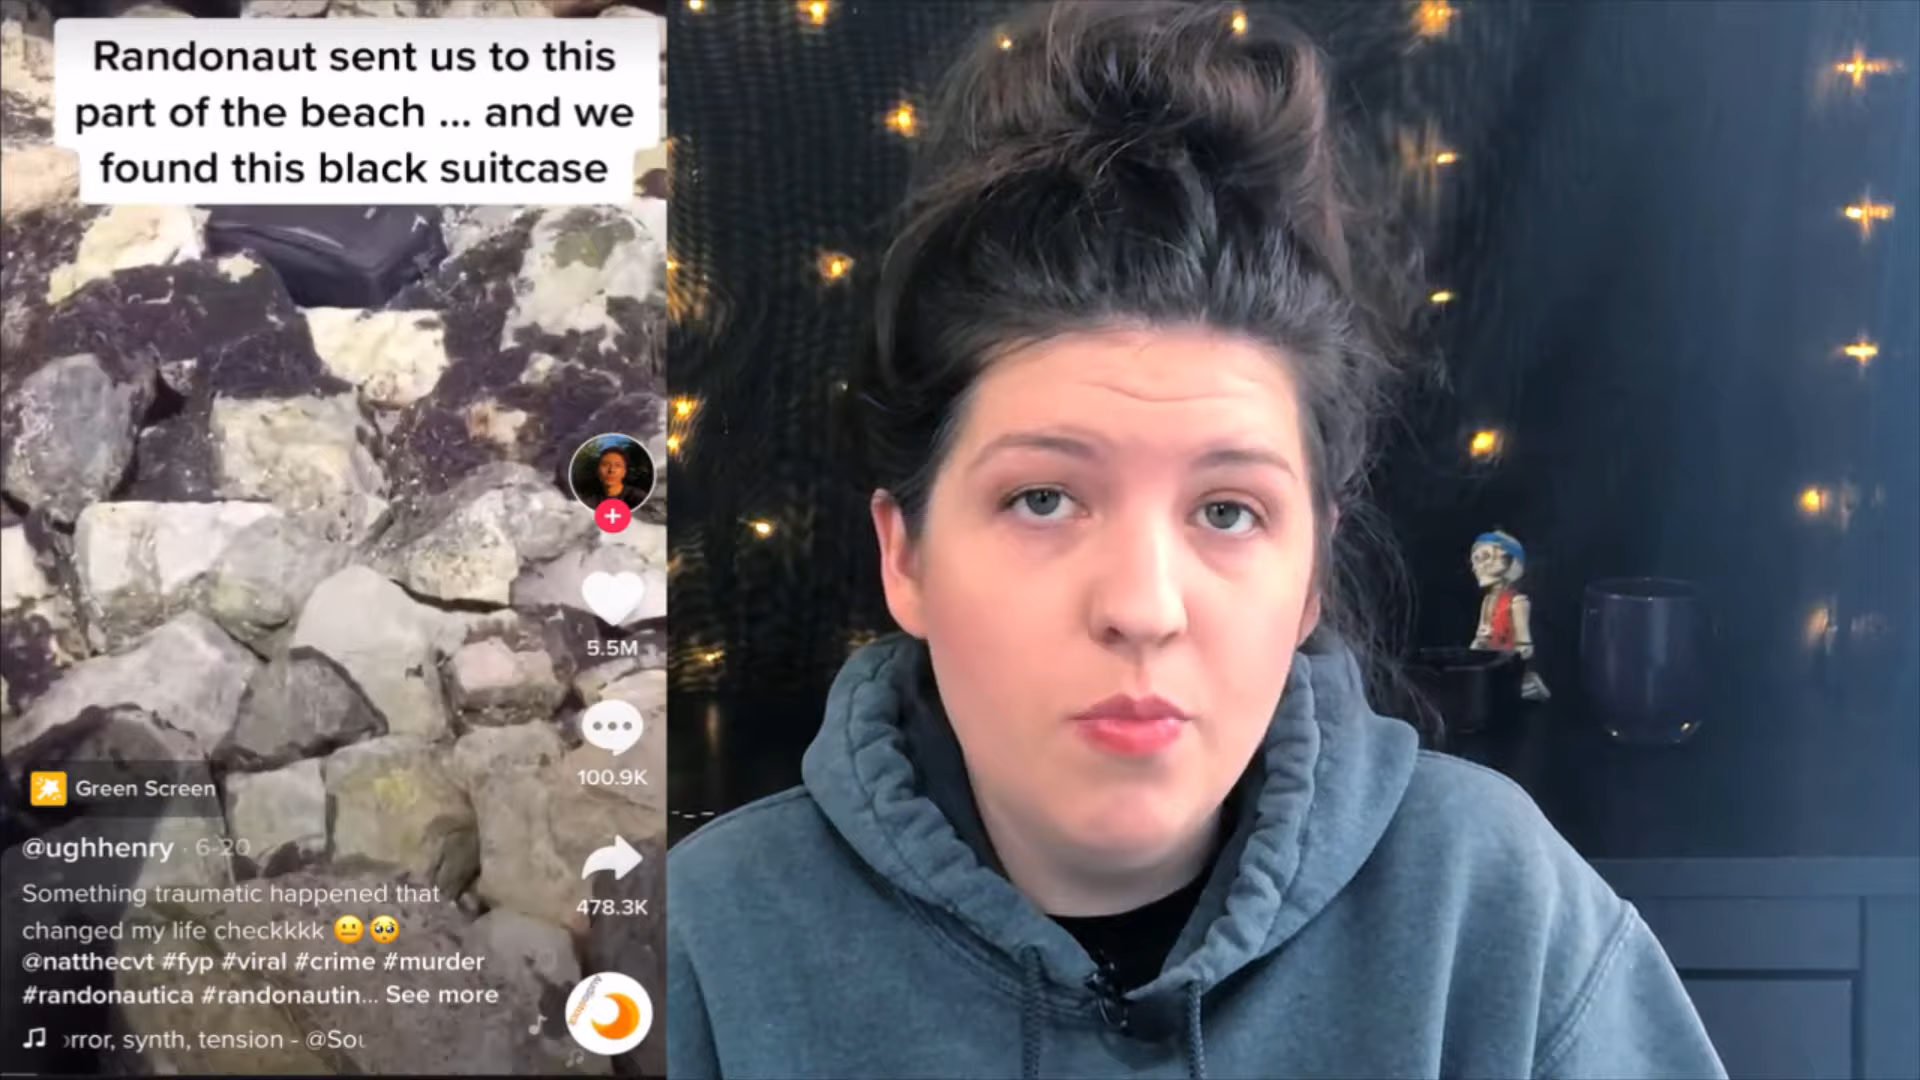 Randonaut sent us to this
part of the beach ... and we
found this black suitcase
5.5M
100.9K
478.3K
Green Screen
@ughhenry · 6-20
Something traumatic happened that
changed my life checkkkk 😐🥺
@natthecvt #fyp #viral #crime #murder
#randonautica #randonautin... See more
orror, synth, tension - @Sou